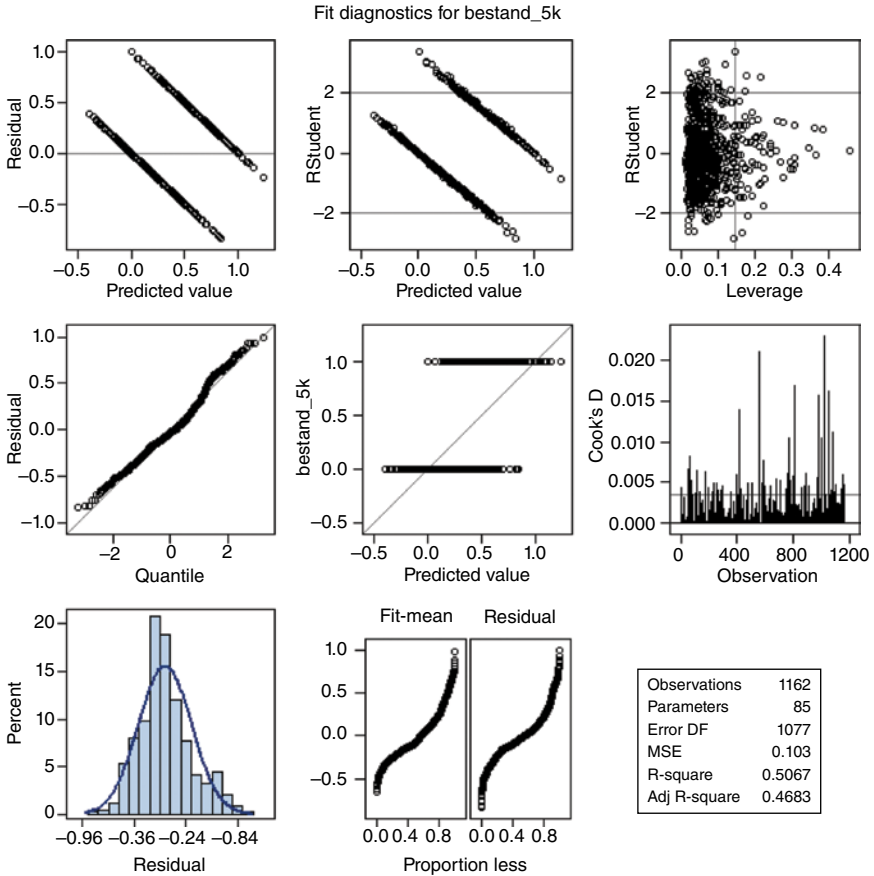 Fit diagnostics for bestand_5k
Residual
1.0
0.5
0.0
−0.5
−0.5 0.0 0.5 1.0
Predicted value
RStudent
2
0
−2
−0.5 0.0 0.5 1.0
Predicted value
RStudent
2
0
−2
0.0 0.1 0.2 0.3 0.4
Leverage
Residual
1.0
0.5
0.0
−0.5
−1.0
−2 0 2
Quantile
bestand_5k
1.0
0.5
0.0
−0.5
−0.5 0.0 0.5 1.0
Predicted value
Cook's D
0.020
0.015
0.010
0.005
0.000
0 400 800 1200
Observation
Percent
20
15
10
5
0
−0.96 −0.36 −0.24 −0.84
Residual
Fit-mean Residual
1.0
0.5
0.0
−0.5
0.0 0.4 0.8 0.0 0.4 0.8
Proportion less
Observations 1162
Parameters 85
Error DF 1077
MSE 0.103
R-square 0.5067
Adj R-square 0.4683